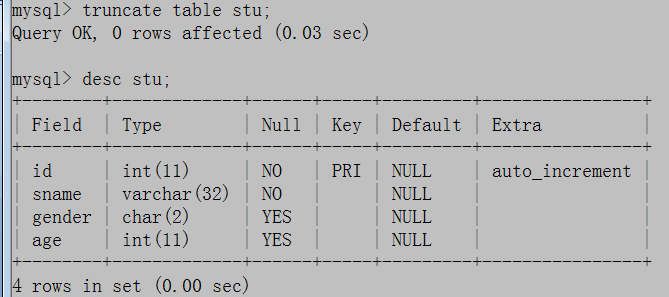 mysql> truncate table stu;
Query OK, 0 rows affected (0.03 sec)
mysql> desc stu;
+--------+-------------+------+-----+---------+----------------+
| Field  | Type        | Null | Key | Default | Extra          |
+--------+-------------+------+-----+---------+----------------+
| id     | int(11)     | NO   | PRI | NULL    | auto_increment |
| sname  | varchar(32) | NO   |     | NULL    |                |
| gender | char(2)     | YES  |     | NULL    |                |
| age    | int(11)     | YES  |     | NULL    |                |
+--------+-------------+------+-----+---------+----------------+
4 rows in set (0.00 sec)